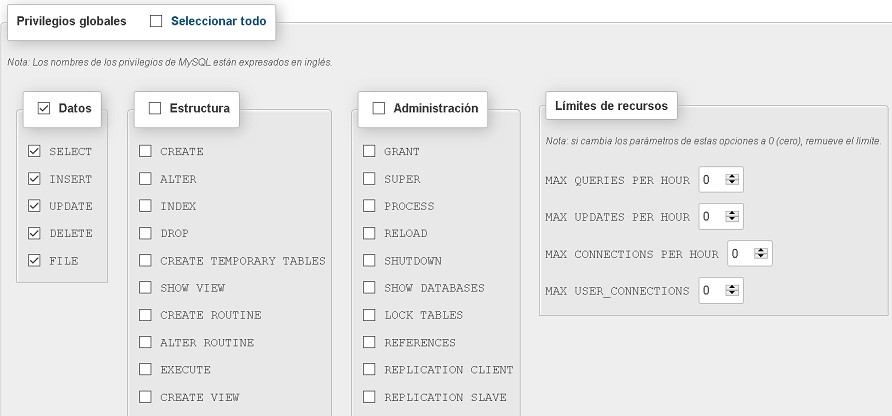 Privilegios globales Seleccionar todo
Nota: Los nombres de los privilegios de MySQL están expresados en inglés.
Datos
SELECT
INSERT
UPDATE
DELETE
FILE
Estructura
CREATE
ALTER
INDEX
DROP
CREATE TEMPORARY TABLES
SHOW VIEW
CREATE ROUTINE
ALTER ROUTINE
EXECUTE
CREATE VIEW
Administración
GRANT
SUPER
PROCESS
RELOAD
SHUTDOWN
SHOW DATABASES
LOCK TABLES
REFERENCES
REPLICATION CLIENT
REPLICATION SLAVE
Límites de recursos
Nota: si cambia los parámetros de estas opciones a 0 (cero), remueve el límite.
MAX QUERIES PER HOUR 0
MAX UPDATES PER HOUR 0
MAX CONNECTIONS PER HOUR 0
MAX USER_CONNECTIONS 0